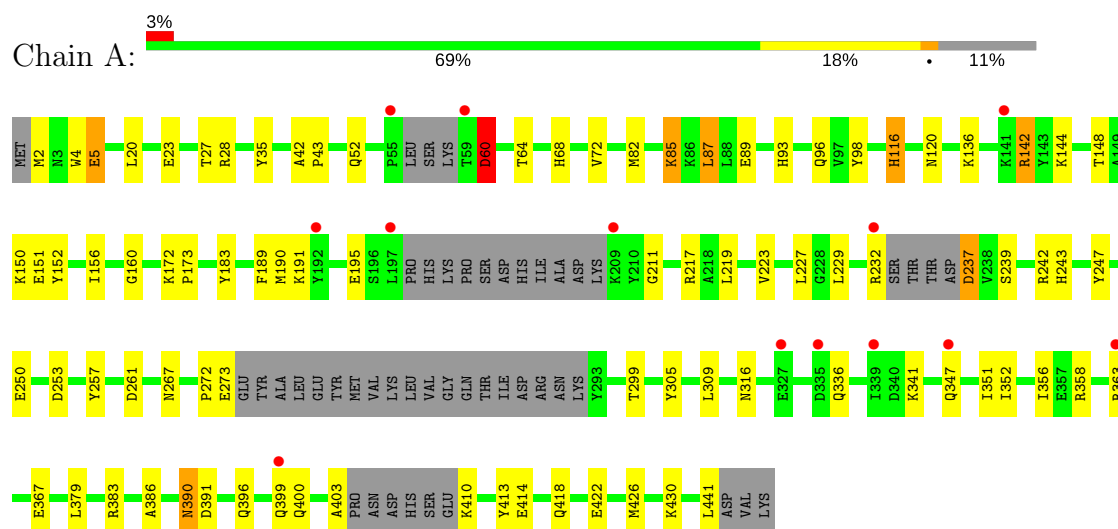 3%
Chain A:
69% 18% • 11%
MET M2 N3 W4 E5 L20 E23 T27 R28 Y35 A42 P43 Q52 P55 LEU SER LYS T59 D60 T64 H68 V72 M82 K85 K86 L87 L88 E89 H93 Q96 V97 Y98 H116 N120 K136 K141 R142 Y143 K144 T148 A149
K150 E151 Y152 I156 G160 K172 P173 Y183 F189 M190 K191 Y192 E195 S196 L197 PRO HIS LYS PRO SER ASP HIS ILE ALA ASP LYS K209 Y210 G211 R217 A218 L219 V223 L227 G228 L229 R232 SER THR THR ASP D237 V238 S239 R242 H243 Y247
E250 D253 Y257 D261 N267 P272 E273 GLU TYR ALA LEU GLU TYR MET VAL LYS LEU VAL GLY GLN THR ILE ASP ARG ASN LYS Y293 T299 Y305 L309 N316 E327 D335 Q336 I339 D340 K341 Q347 I351 I352 I356 E357 R358 R363
E367 L379 R383 A386 N390 D391 Q396 Q399 Q400 A403 PRO ASN ASP HIS SER GLU K410 Y413 E414 Q418 E422 M426 K430 L441 ASP VAL LYS